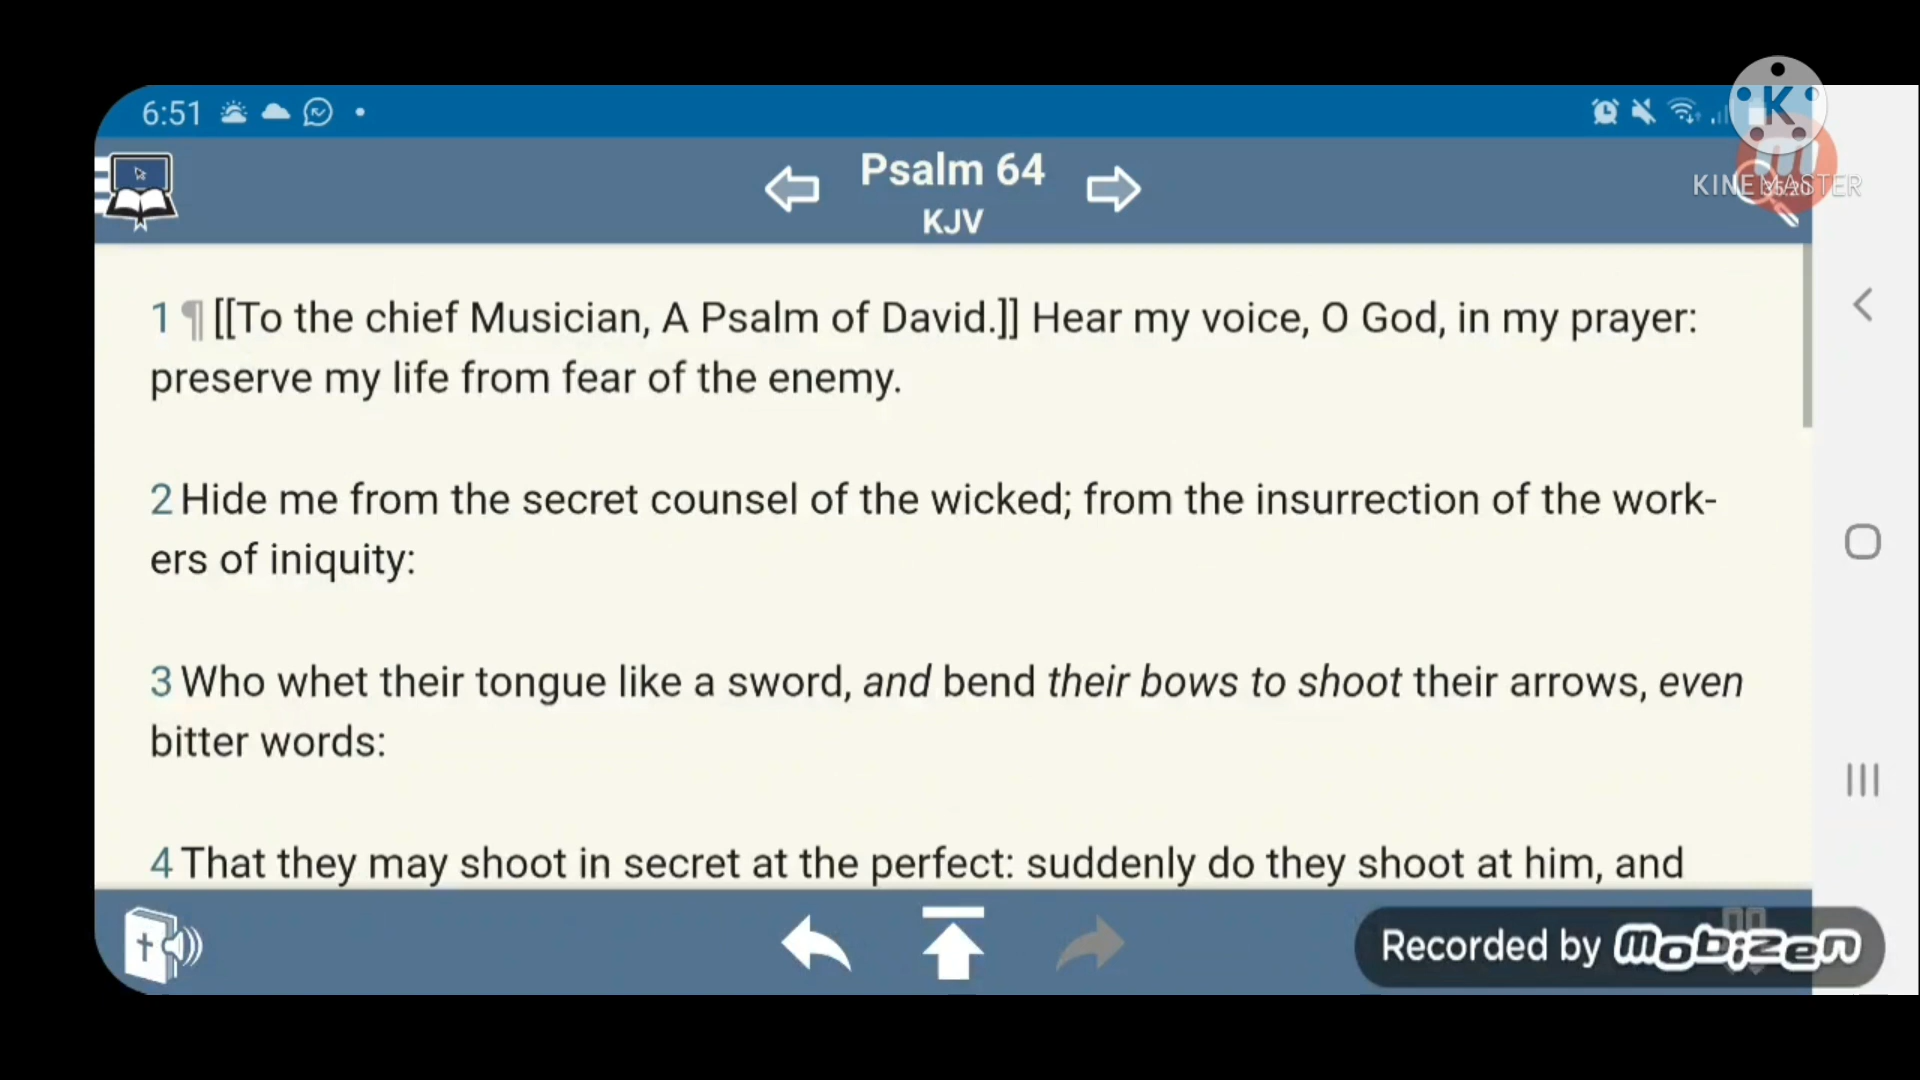 6:51
Psalm 64
KJV
KINEMASTER
1 ¶ [[To the chief Musician, A Psalm of David.]] Hear my voice, O God, in my prayer:
preserve my life from fear of the enemy.
2 Hide me from the secret counsel of the wicked; from the insurrection of the work-
ers of iniquity:
3 Who whet their tongue like a sword, and bend their bows to shoot their arrows, even
bitter words:
4 That they may shoot in secret at the perfect: suddenly do they shoot at him, and
Recorded by mobizen